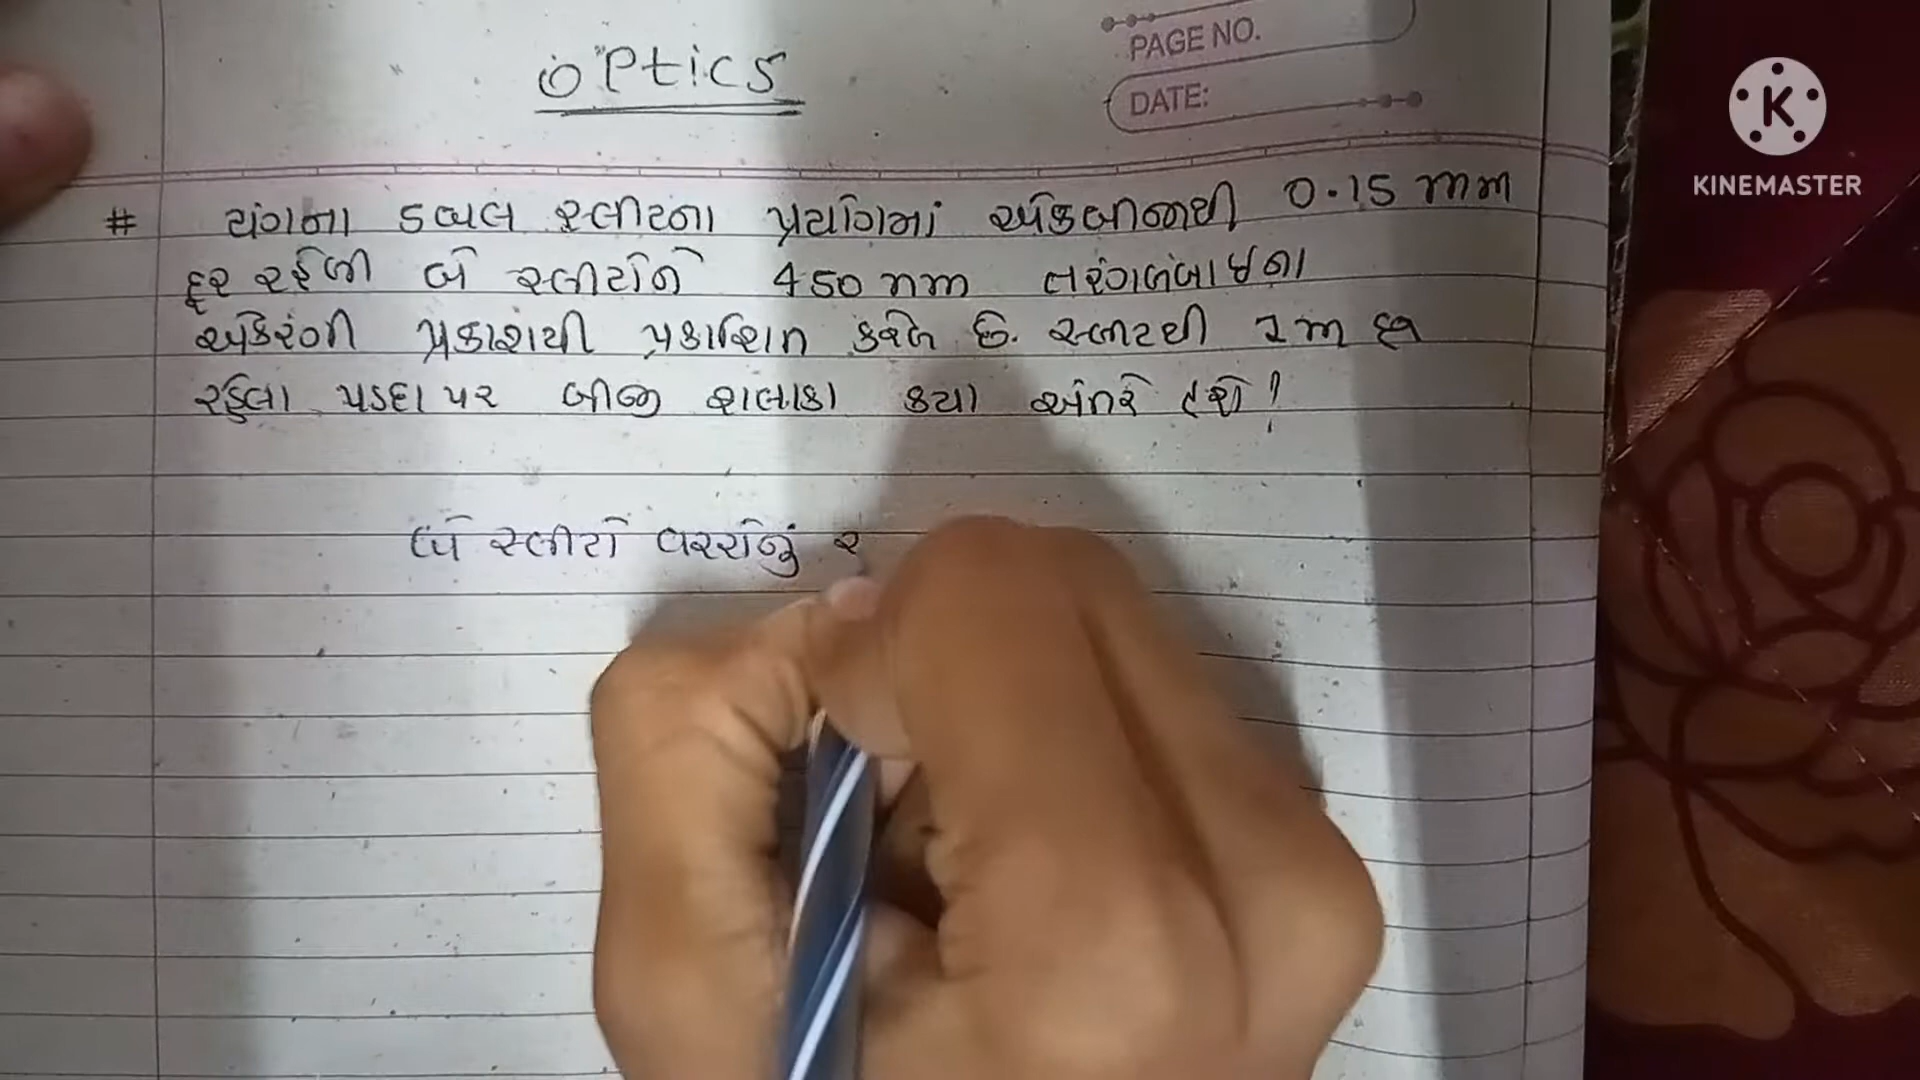 optics
PAGE NO.
DATE:
KINEMASTER
# યંગના ડબલ સ્લીટના પ્રયોગમાં એકબીજાથી 0.15 mm
દૂર રહેલી બે સ્લીટોને 450 nm તરંગલંબાઇના
એકરંગી પ્રકાશથી પ્રકાશિત કરેલ છે. સ્લીટથી 2 m દૂર
રહેલા પડદા પર બીજી શલાકા કયા અંતરે હશે?
બે સ્લીટો વચ્ચેનું